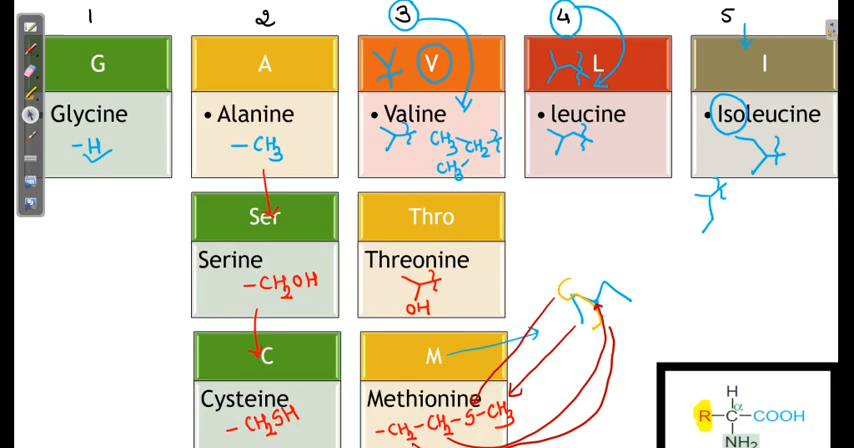 1 2 3 4 5
G A V L I
Glycine
• Alanine
• Valine
• leucine
• Isoleucine
-H
-CH3
CH3
CH2
CH3
Ser
Thro
Serine
Threonine
-CH2OH
OH
C
M
Cysteine
Methionine
-CH2SH
-CH2-CH2-S-CH3
H
R-C-COOH
α
NH2